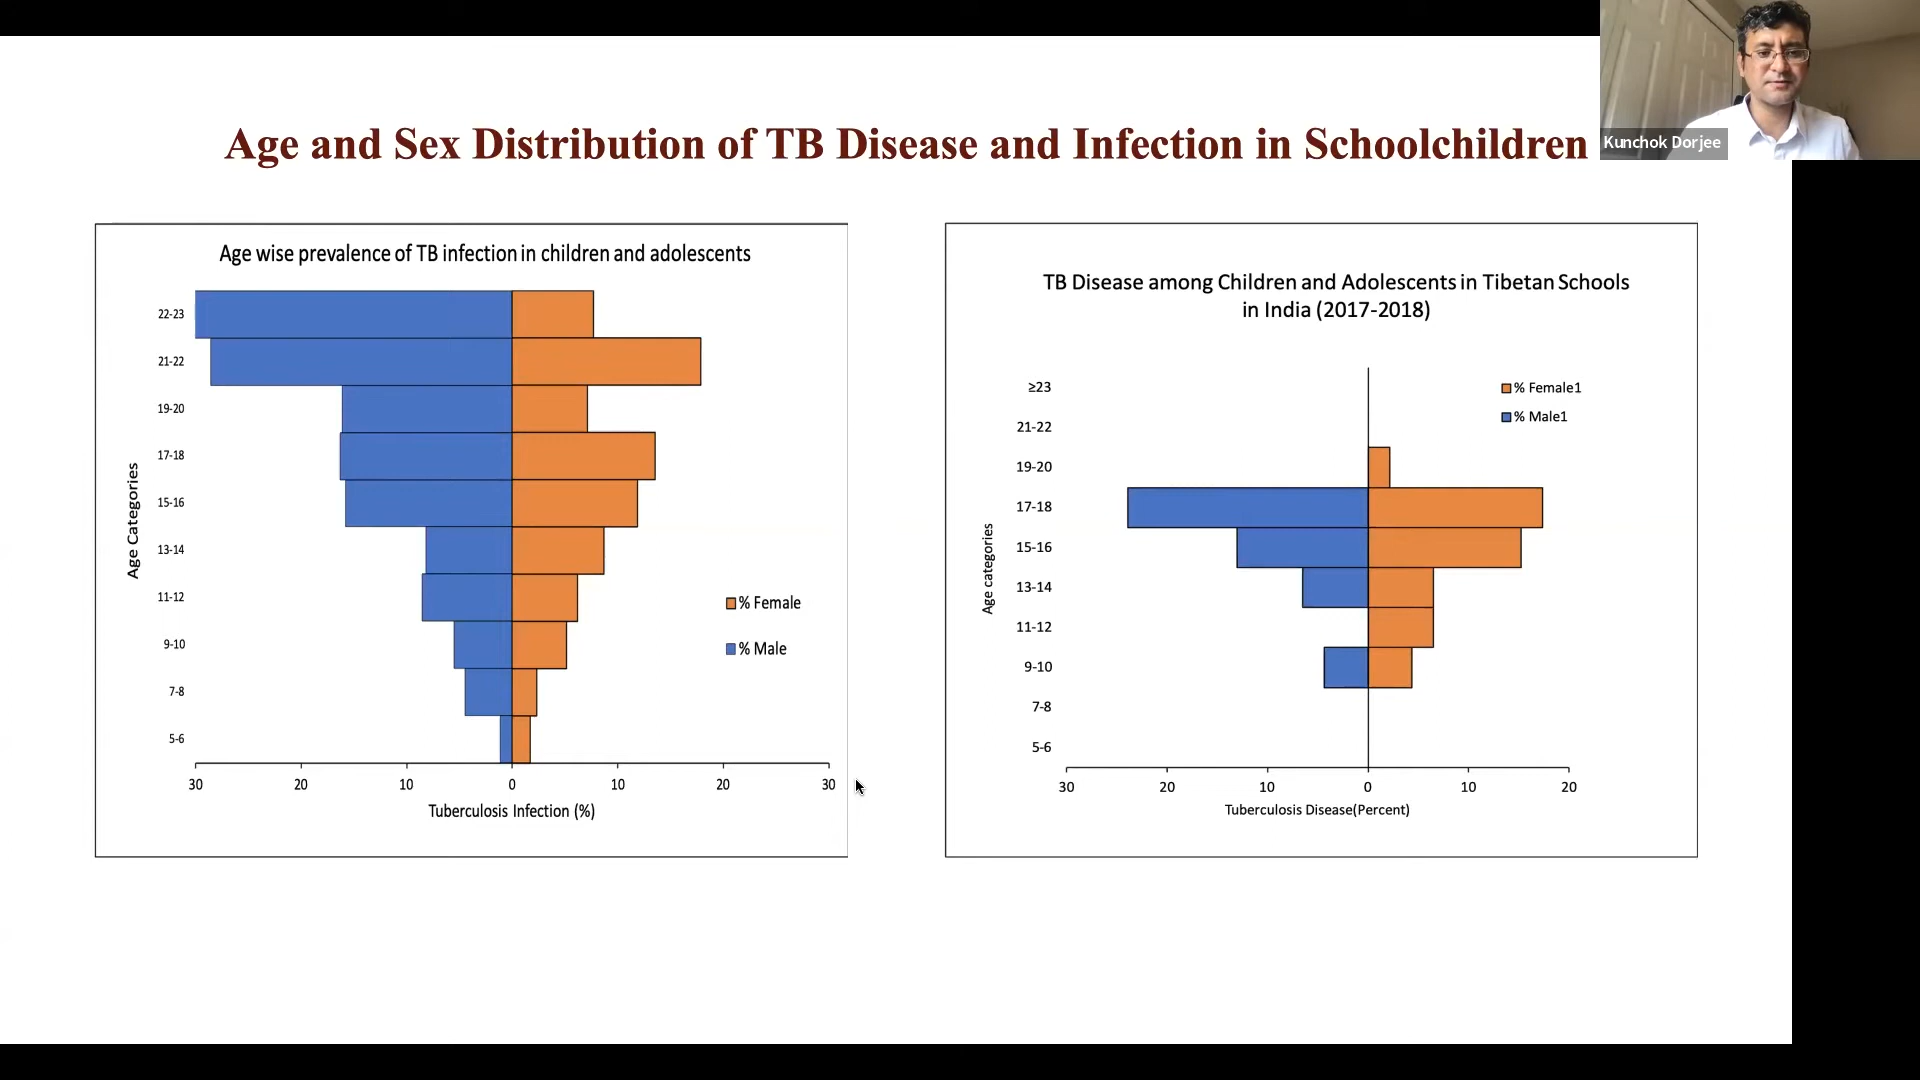 Kunchok Dorjee
Age and Sex Distribution of TB Disease and Infection in Schoolchildren
Age wise prevalence of TB infection in children and adolescents
Age Categories
22-23
21-22
19-20
17-18
15-16
13-14
11-12
9-10
7-8
5-6
% Female
% Male
30 20 10 0 10 20 30
Tuberculosis Infection (%)
TB Disease among Children and Adolescents in Tibetan Schools
in India (2017-2018)
Age categories
≥23
21-22
19-20
17-18
15-16
13-14
11-12
9-10
7-8
5-6
% Female1
% Male1
30 20 10 0 10 20
Tuberculosis Disease(Percent)